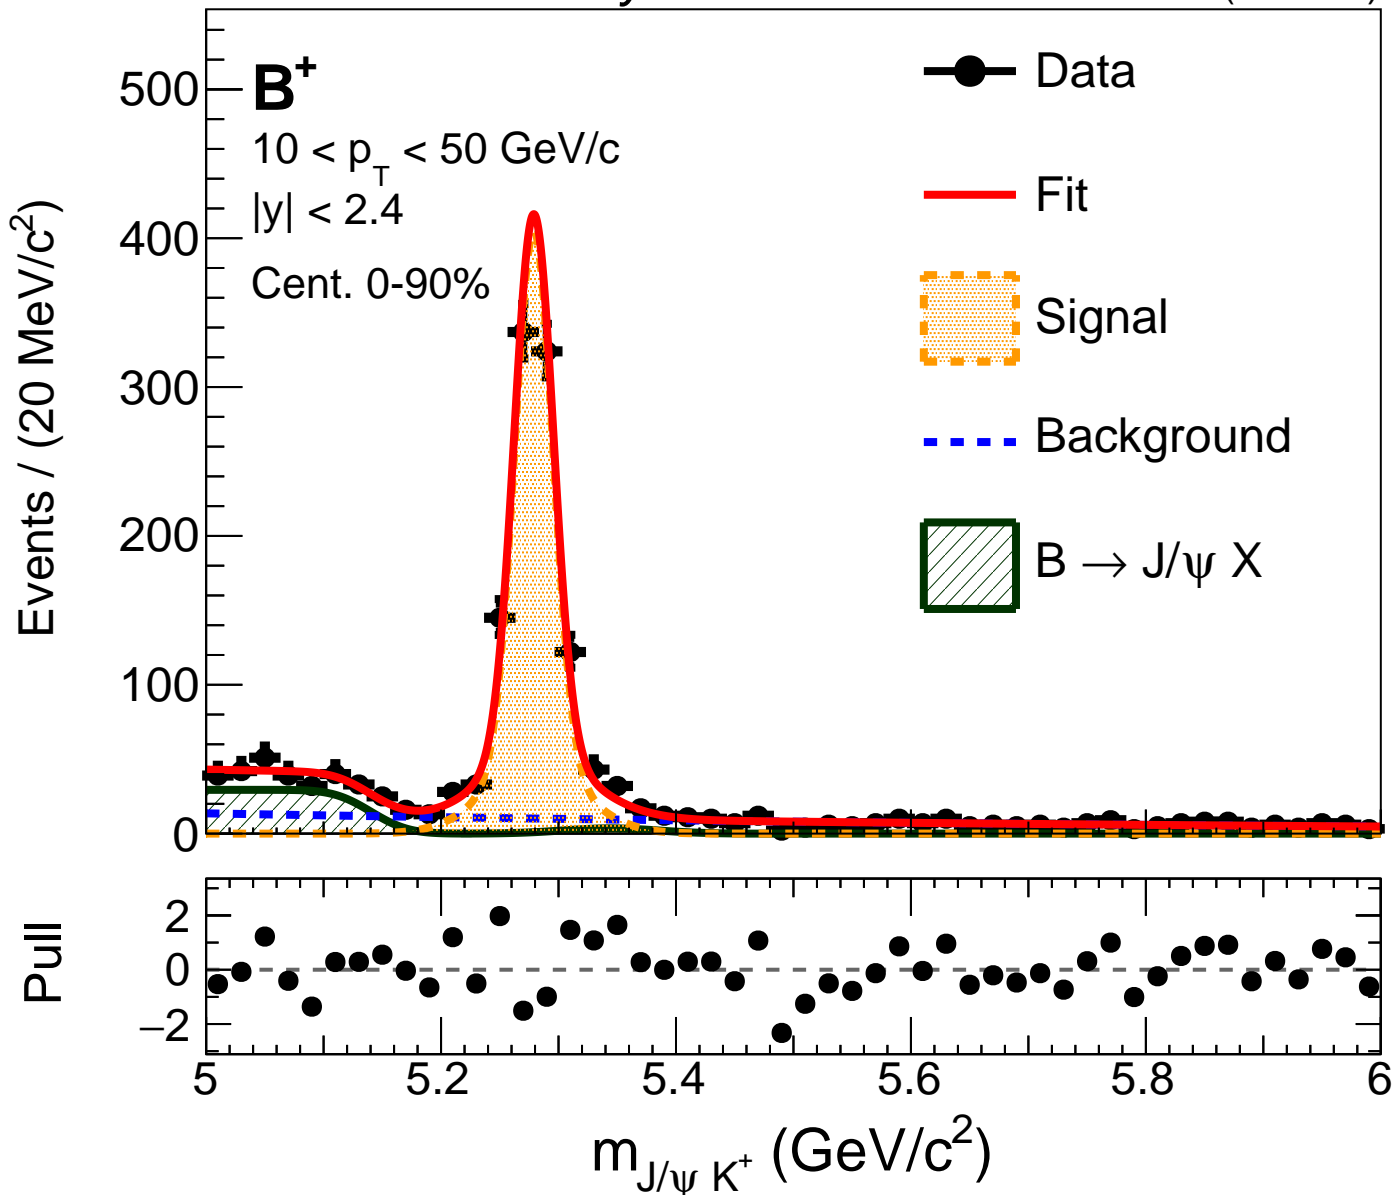 B⁺
10 < p_T < 50 GeV/c
|y| < 2.4
Cent. 0-90%
Data
Fit
Signal
Background
B → J/ψ X
Events / (20 MeV/c²)
500
400
300
200
100
0
Pull
2
0
−2
5 5.2 5.4 5.6 5.8 6
m_{J/ψ K⁺} (GeV/c²)